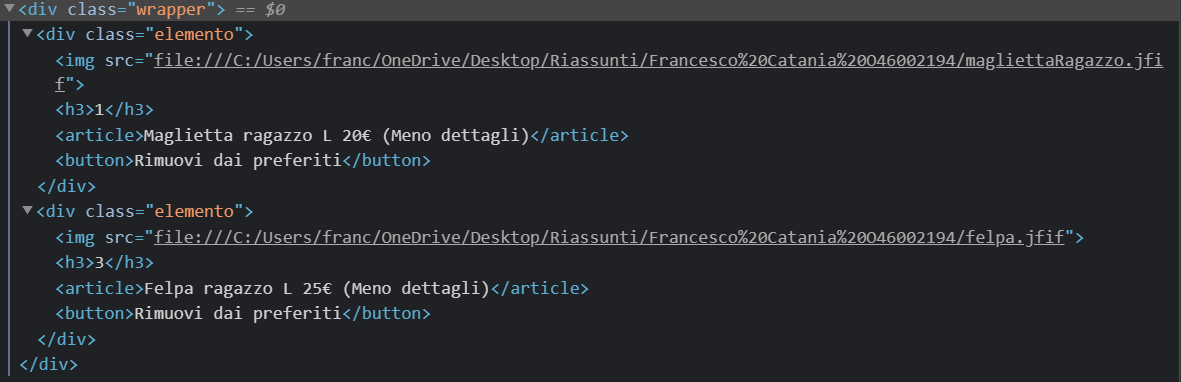 ▼<div class="wrapper"> == $0
▼<div class="elemento">
<img src="file:///C:/Users/franc/OneDrive/Desktop/Riassunti/Francesco%20Catania%20O46002194/magliettaRagazzo.jfi
f">
<h3>1</h3>
<article>Maglietta ragazzo L 20€ (Meno dettagli)</article>
<button>Rimuovi dai preferiti</button>
</div>
▼<div class="elemento">
<img src="file:///C:/Users/franc/OneDrive/Desktop/Riassunti/Francesco%20Catania%20O46002194/felpa.jfif">
<h3>3</h3>
<article>Felpa ragazzo L 25€ (Meno dettagli)</article>
<button>Rimuovi dai preferiti</button>
</div>
</div>